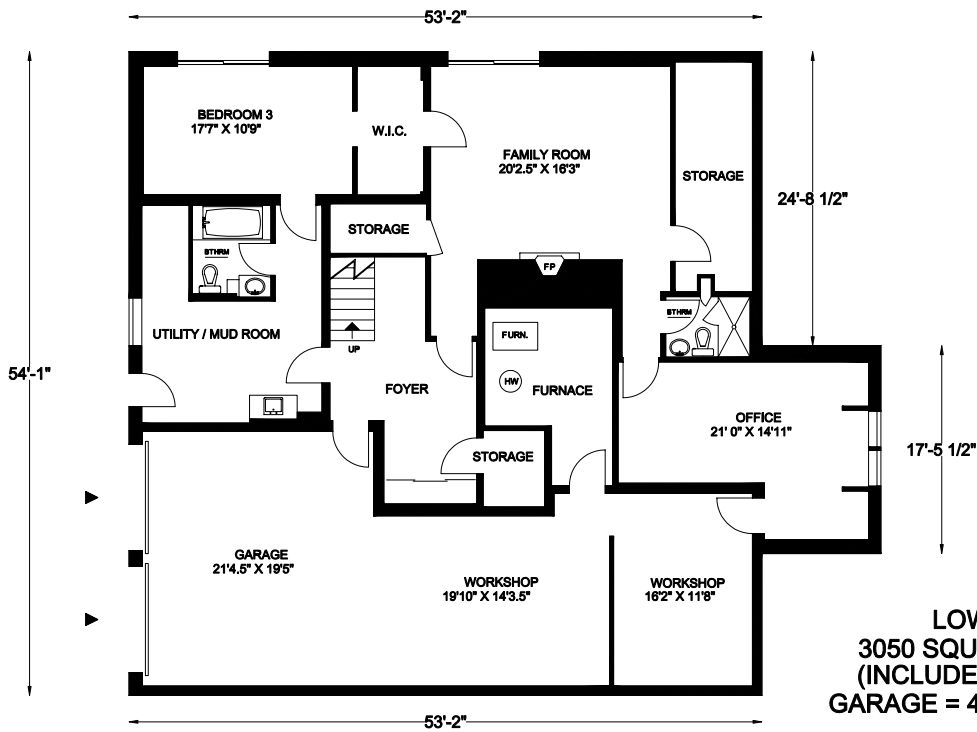 53'-2"
BEDROOM 3
17'7" X 10'9"
W.I.C.
FAMILY ROOM
20'2.5" X 16'3"
STORAGE
24'-8 1/2"
STORAGE
BTHRM
FP
BTHRM
UTILITY / MUD ROOM
UP
FURN.
54'-1"
HW
FURNACE
FOYER
OFFICE
21' 0" X 14'11"
17'-5 1/2"
STORAGE
GARAGE
21'4.5" X 19'5"
WORKSHOP
19'10" X 14'3.5"
WORKSHOP
16'2" X 11'8"
LOW
3050 SQU
(INCLUDE
GARAGE = 4
53'-2"